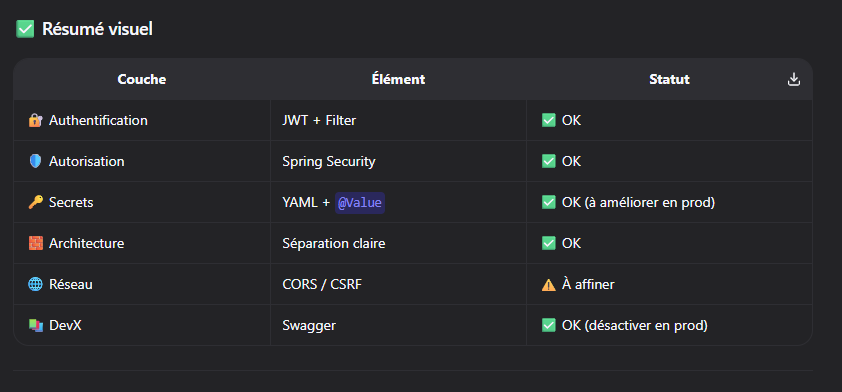 ✅ Résumé visuel
Couche Élément Statut
🔐 Authentification JWT + Filter ✅ OK
🛡️ Autorisation Spring Security ✅ OK
🔑 Secrets YAML + @Value ✅ OK (à améliorer en prod)
🧱 Architecture Séparation claire ✅ OK
🌐 Réseau CORS / CSRF ⚠️ À affiner
📚 DevX Swagger ✅ OK (désactiver en prod)